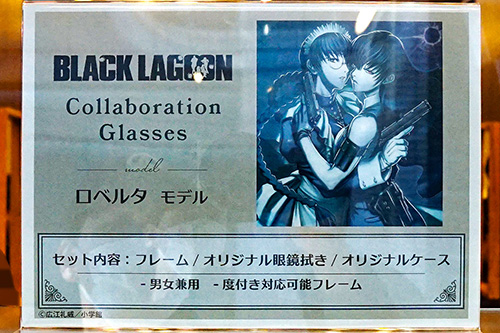 BLACK LAGOON
Collaboration
Glasses
model
ロベルタ モデル
セット内容：フレーム / オリジナル眼鏡拭き / オリジナルケース
- 男女兼用 - 度付き対応可能フレーム
©広江礼威／小学館